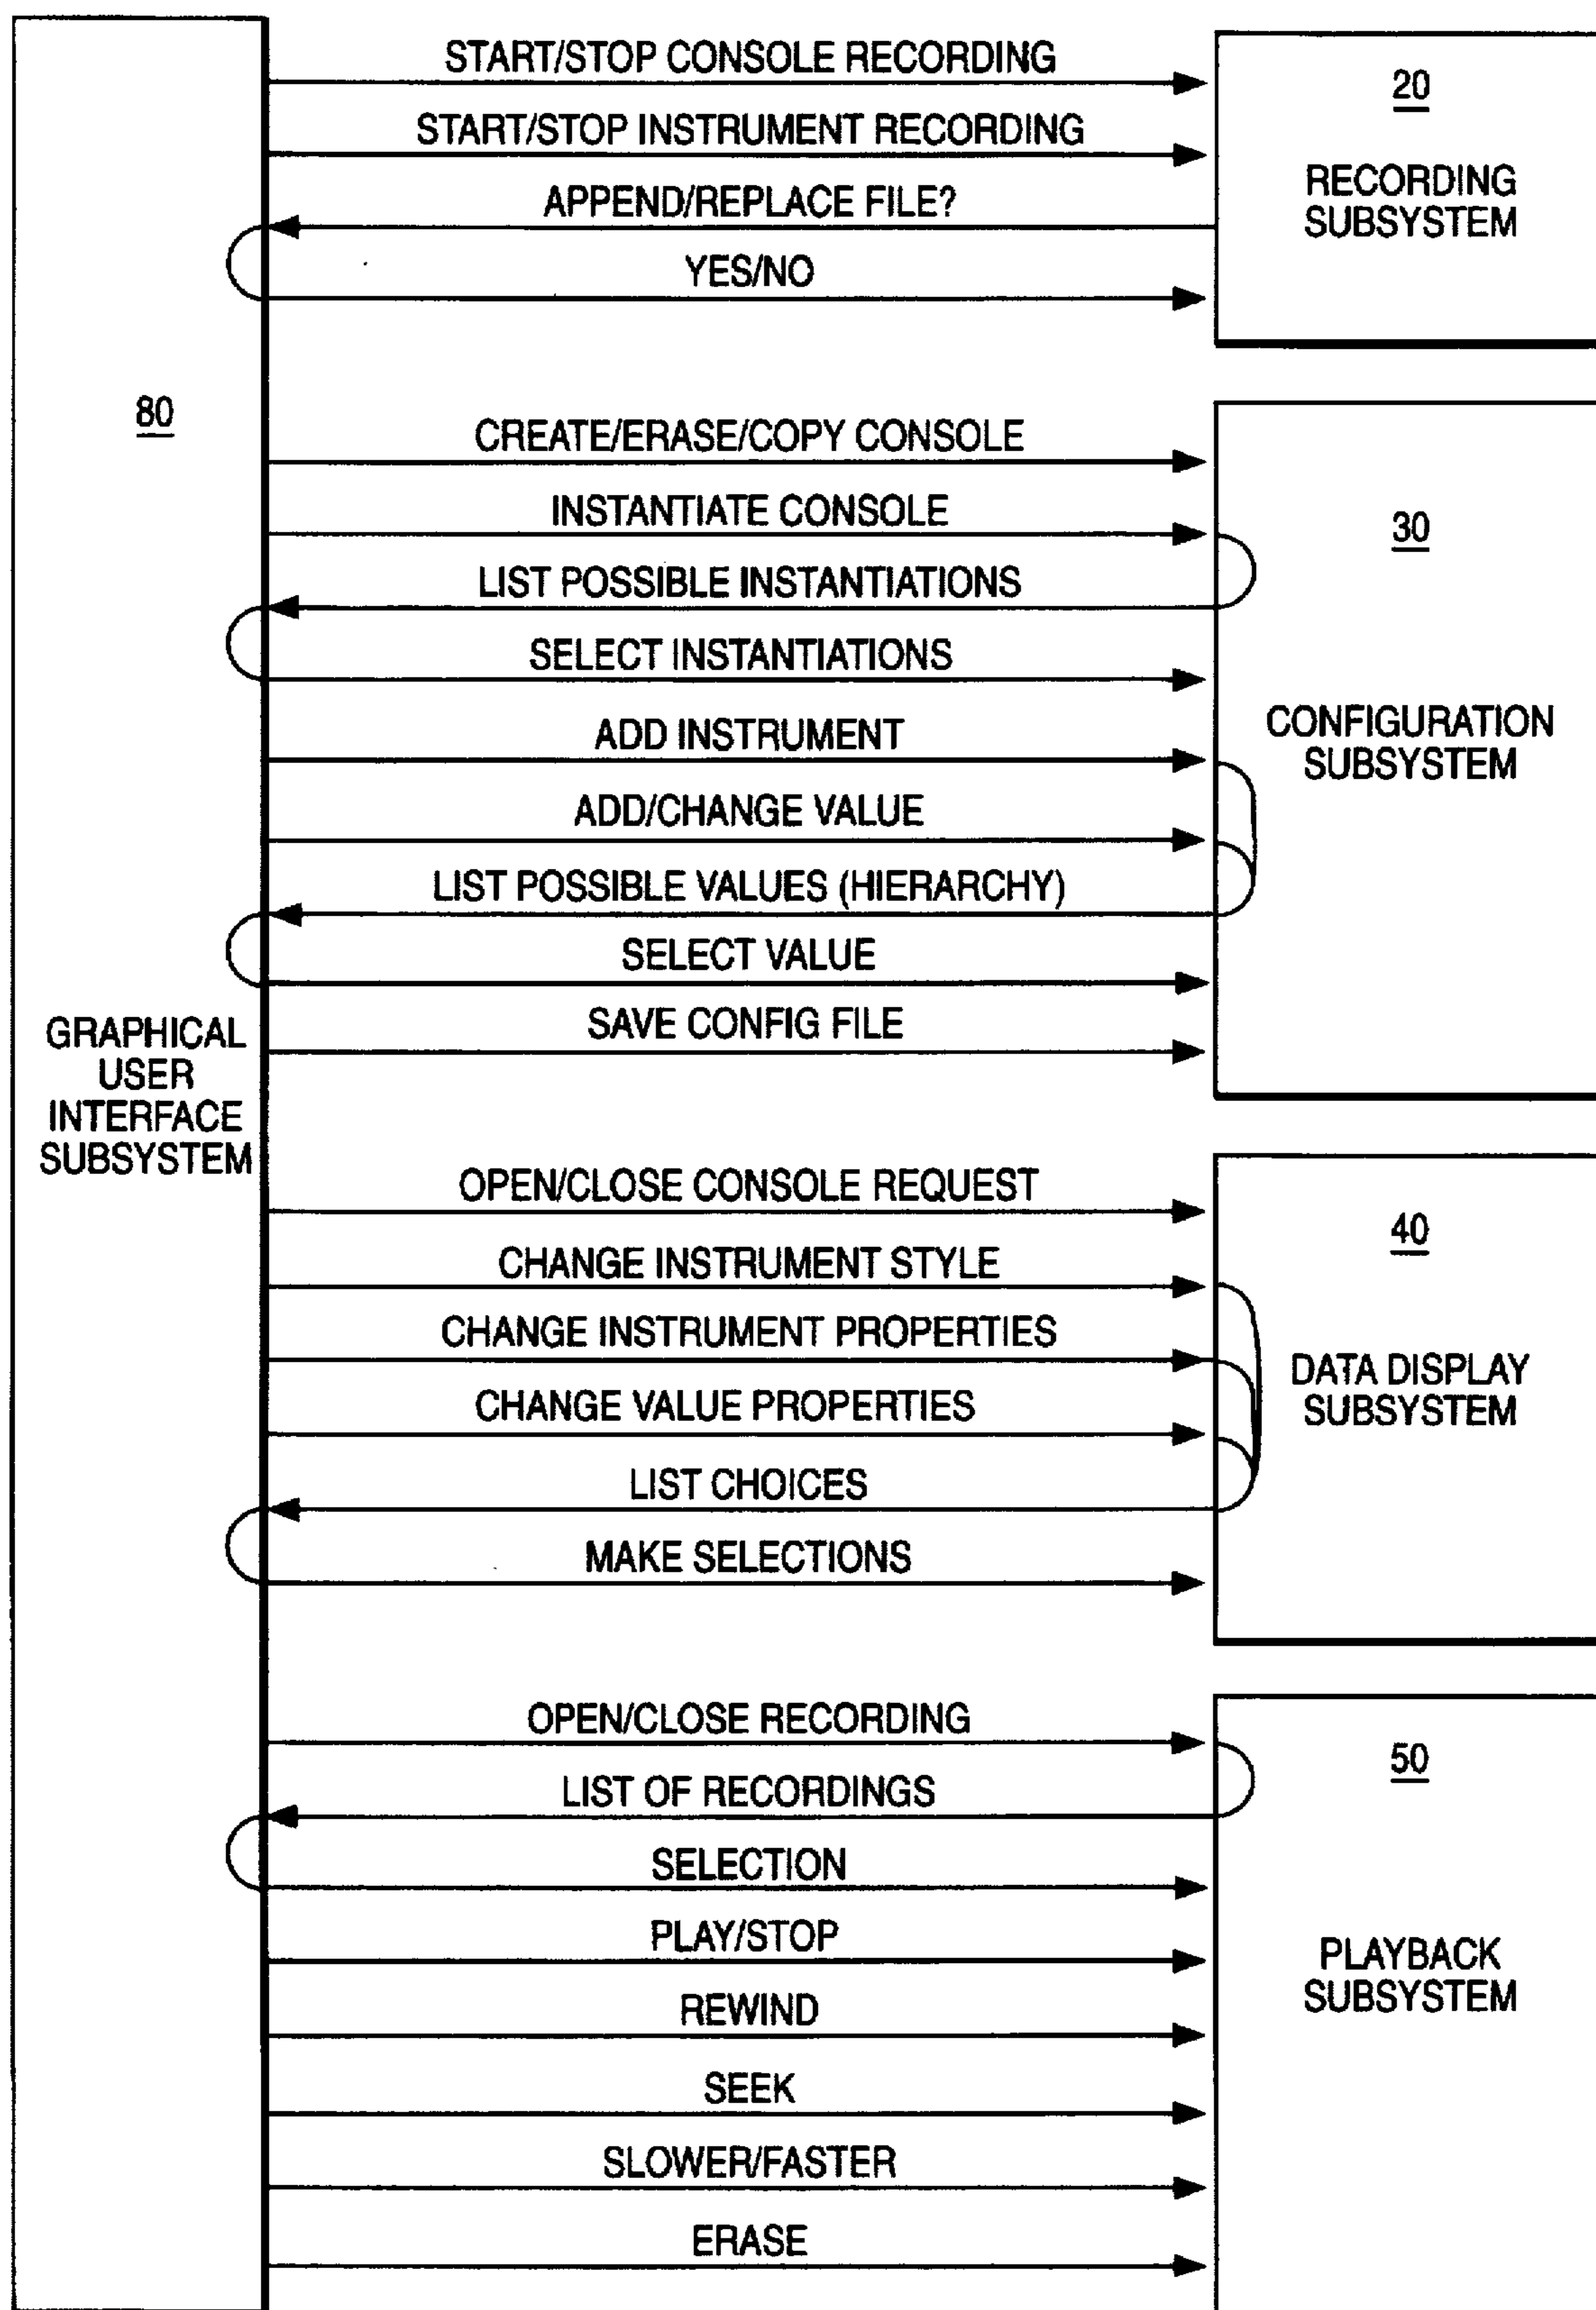 START/STOP CONSOLE RECORDING
START/STOP INSTRUMENT RECORDING
APPEND/REPLACE FILE?
YES/NO
20
RECORDING
SUBSYSTEM
80
GRAPHICAL
USER
INTERFACE
SUBSYSTEM
CREATE/ERASE/COPY CONSOLE
INSTANTIATE CONSOLE
LIST POSSIBLE INSTANTIATIONS
SELECT INSTANTIATIONS
ADD INSTRUMENT
ADD/CHANGE VALUE
LIST POSSIBLE VALUES (HIERARCHY)
SELECT VALUE
SAVE CONFIG FILE
30
CONFIGURATION
SUBSYSTEM
OPEN/CLOSE CONSOLE REQUEST
CHANGE INSTRUMENT STYLE
CHANGE INSTRUMENT PROPERTIES
CHANGE VALUE PROPERTIES
LIST CHOICES
MAKE SELECTIONS
40
DATA DISPLAY
SUBSYSTEM
OPEN/CLOSE RECORDING
LIST OF RECORDINGS
SELECTION
PLAY/STOP
REWIND
SEEK
SLOWER/FASTER
ERASE
50
PLAYBACK
SUBSYSTEM